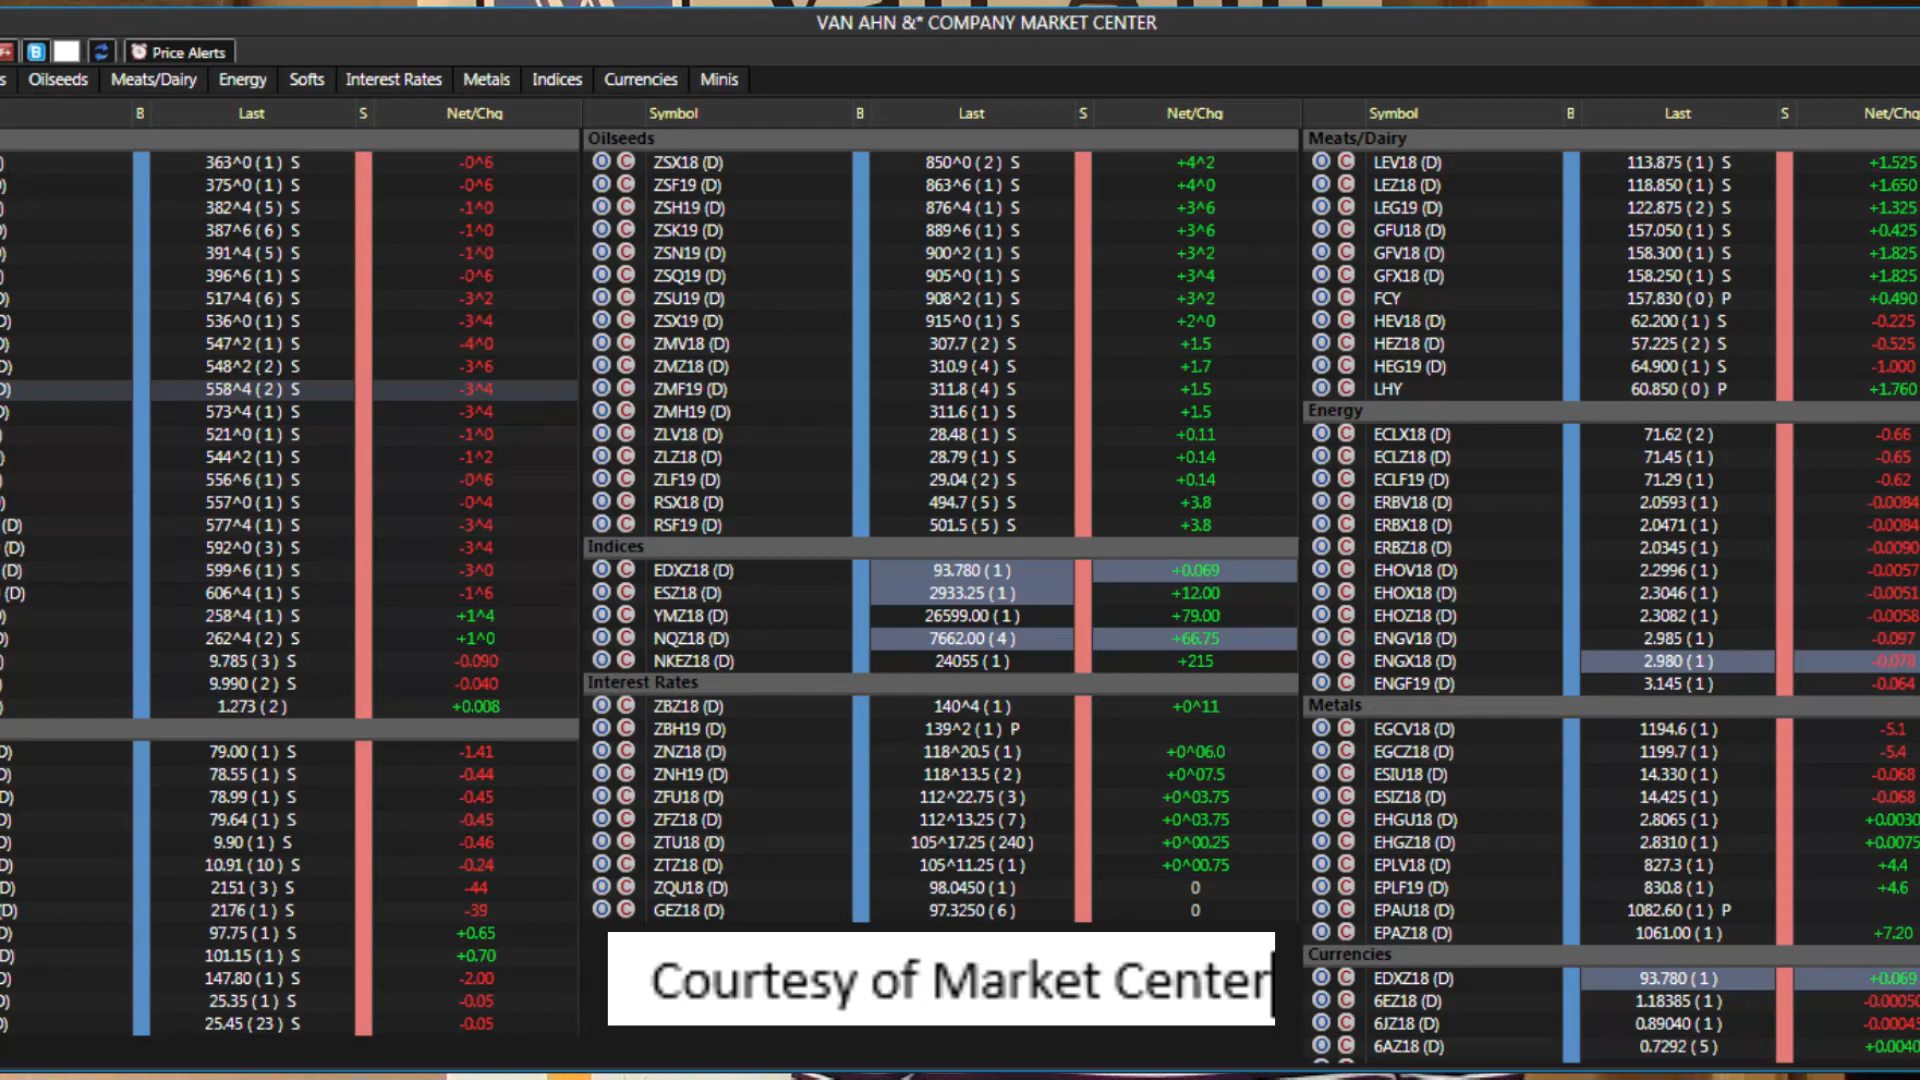 VAN AHN &* COMPANY MARKET CENTER
Price Alerts
s Oilseeds Meats/Dairy Energy Softs Interest Rates Metals Indices Currencies Minis
B Last S Net/Chg
363^0 ( 1 ) S -0^6
375^0 ( 1 ) S -0^6
382^4 ( 5 ) S -1^0
387^6 ( 6 ) S -1^0
391^4 ( 5 ) S -1^0
396^6 ( 1 ) S -0^6
517^4 ( 6 ) S -3^2
536^0 ( 1 ) S -3^4
547^2 ( 1 ) S -4^0
548^2 ( 2 ) S -3^6
558^4 ( 2 ) S -3^4
573^4 ( 1 ) S -3^4
521^0 ( 1 ) S -1^0
544^2 ( 1 ) S -1^2
556^6 ( 1 ) S -0^6
557^0 ( 1 ) S -0^4
(D) 577^4 ( 1 ) S -3^4
(D) 592^0 ( 3 ) S -3^4
(D) 599^6 ( 1 ) S -3^0
(D) 606^4 ( 1 ) S -1^6
258^4 ( 1 ) S +1^4
262^4 ( 2 ) S +1^0
9.785 ( 3 ) S -0.090
9.990 ( 2 ) S -0.040
1.273 ( 2 ) +0.008
79.00 ( 1 ) S -1.41
78.55 ( 1 ) S -0.44
78.99 ( 1 ) S -0.45
79.64 ( 1 ) S -0.45
9.90 ( 1 ) S -0.46
10.91 ( 10 ) S -0.24
2151 ( 3 ) S -44
2176 ( 1 ) S -39
97.75 ( 1 ) S +0.65
101.15 ( 1 ) S +0.70
147.80 ( 1 ) S -2.00
25.35 ( 1 ) S -0.05
25.45 ( 23 ) S -0.05
Symbol B Last S Net/Chg
Oilseeds
O C ZSX18 (D) 850^0 ( 2 ) S +4^2
O C ZSF19 (D) 863^6 ( 1 ) S +4^0
O C ZSH19 (D) 876^4 ( 1 ) S +3^6
O C ZSK19 (D) 889^6 ( 1 ) S +3^6
O C ZSN19 (D) 900^2 ( 1 ) S +3^2
O C ZSQ19 (D) 905^0 ( 1 ) S +3^4
O C ZSU19 (D) 908^2 ( 1 ) S +3^2
O C ZSX19 (D) 915^0 ( 1 ) S +2^0
O C ZMV18 (D) 307.7 ( 2 ) S +1.5
O C ZMZ18 (D) 310.9 ( 4 ) S +1.7
O C ZMF19 (D) 311.8 ( 4 ) S +1.5
O C ZMH19 (D) 311.6 ( 1 ) S +1.5
O C ZLV18 (D) 28.48 ( 1 ) S +0.11
O C ZLZ18 (D) 28.79 ( 1 ) S +0.14
O C ZLF19 (D) 29.04 ( 2 ) S +0.14
O C RSX18 (D) 494.7 ( 5 ) S +3.8
O C RSF19 (D) 501.5 ( 5 ) S +3.8
Indices
O C EDXZ18 (D) 93.780 ( 1 ) +0.069
O C ESZ18 (D) 2933.25 ( 1 ) +12.00
O C YMZ18 (D) 26599.00 ( 1 ) +79.00
O C NQZ18 (D) 7662.00 ( 4 ) +66.75
O C NKEZ18 (D) 24055 ( 1 ) +215
Interest Rates
O C ZBZ18 (D) 140^4 ( 1 ) +0^11
O C ZBH19 (D) 139^2 ( 1 ) P
O C ZNZ18 (D) 118^20.5 ( 1 ) +0^06.0
O C ZNH19 (D) 118^13.5 ( 2 ) +0^07.5
O C ZFU18 (D) 112^22.75 ( 3 ) +0^03.75
O C ZFZ18 (D) 112^13.25 ( 7 ) +0^03.75
O C ZTU18 (D) 105^17.25 ( 240 ) +0^00.25
O C ZTZ18 (D) 105^11.25 ( 1 ) +0^00.75
O C ZQU18 (D) 98.0450 ( 1 ) 0
O C GEZ18 (D) 97.3250 ( 6 ) 0
Courtesy of Market Center
Symbol B Last S Net/Chg
Meats/Dairy
O C LEV18 (D) 113.875 ( 1 ) S +1.525
O C LEZ18 (D) 118.850 ( 1 ) S +1.650
O C LEG19 (D) 122.875 ( 2 ) S +1.325
O C GFU18 (D) 157.050 ( 1 ) S +0.425
O C GFV18 (D) 158.300 ( 1 ) S +1.825
O C GFX18 (D) 158.250 ( 1 ) S +1.825
O C FCY 157.830 ( 0 ) P +0.490
O C HEV18 (D) 62.200 ( 1 ) S -0.225
O C HEZ18 (D) 57.225 ( 2 ) S -0.525
O C HEG19 (D) 64.900 ( 1 ) S -1.000
O C LHY 60.850 ( 0 ) P +1.760
Energy
O C ECLX18 (D) 71.62 ( 2 ) -0.66
O C ECLZ18 (D) 71.45 ( 1 ) -0.65
O C ECLF19 (D) 71.29 ( 1 ) -0.62
O C ERBV18 (D) 2.0593 ( 1 ) -0.0084
O C ERBX18 (D) 2.0471 ( 1 ) -0.0084
O C ERBZ18 (D) 2.0345 ( 1 ) -0.0090
O C EHOV18 (D) 2.2996 ( 1 ) -0.0057
O C EHOX18 (D) 2.3046 ( 1 ) -0.0051
O C EHOZ18 (D) 2.3082 ( 1 ) -0.0058
O C ENGV18 (D) 2.985 ( 1 ) -0.097
O C ENGX18 (D) 2.980 ( 1 ) -0.078
O C ENGF19 (D) 3.145 ( 1 ) -0.064
Metals
O C EGCV18 (D) 1194.6 ( 1 ) -5.1
O C EGCZ18 (D) 1199.7 ( 1 ) -5.4
O C ESIU18 (D) 14.330 ( 1 ) -0.068
O C ESIZ18 (D) 14.425 ( 1 ) -0.068
O C EHGU18 (D) 2.8065 ( 1 ) +0.0030
O C EHGZ18 (D) 2.8310 ( 1 ) +0.0075
O C EPLV18 (D) 827.3 ( 1 ) +4.4
O C EPLF19 (D) 830.8 ( 1 ) +4.6
O C EPAU18 (D) 1082.60 ( 1 ) P
O C EPAZ18 (D) 1061.00 ( 1 ) +7.20
Currencies
O C EDXZ18 (D) 93.780 ( 1 ) +0.069
O C 6EZ18 (D) 1.18385 ( 1 ) -0.00050
O C 6JZ18 (D) 0.89040 ( 1 ) -0.00045
O C 6AZ18 (D) 0.7292 ( 5 ) +0.0040